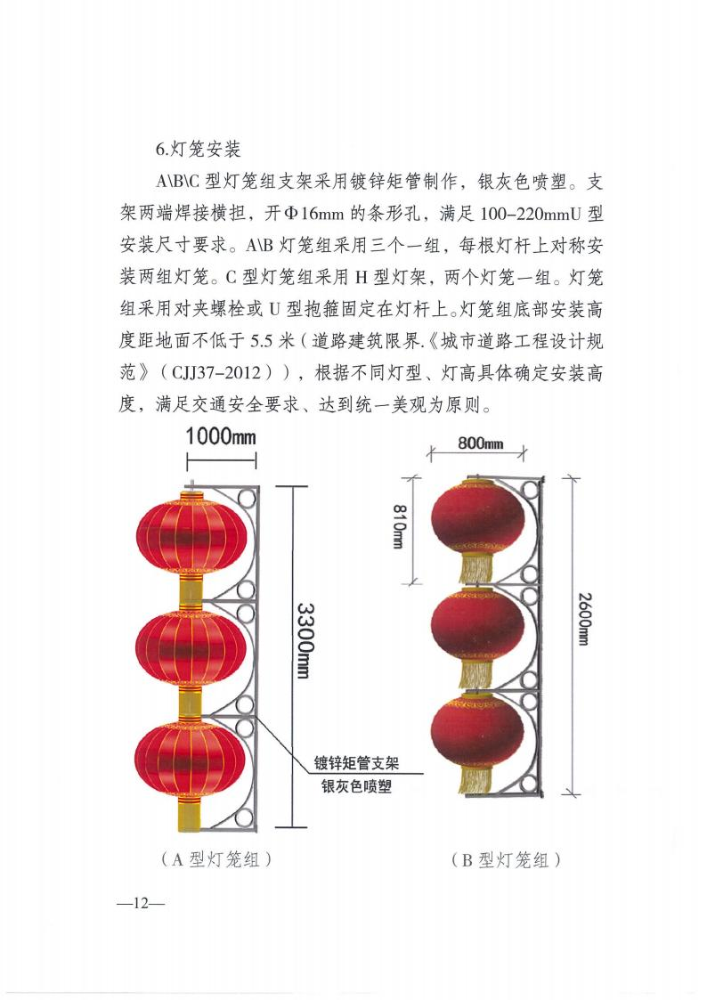 6.灯笼安装
A\B\C 型灯笼组支架采用镀锌矩管制作，银灰色喷塑。支
架两端焊接横担，开Φ16mm 的条形孔，满足 100-220mmU 型
安装尺寸要求。A\B 灯笼组采用三个一组，每根灯杆上对称安
装两组灯笼。C 型灯笼组采用 H 型灯架，两个灯笼一组。灯笼
组采用对夹螺栓或 U 型抱箍固定在灯杆上。灯笼组底部安装高
度距地面不低于 5.5 米（道路建筑限界.《城市道路工程设计规
范》（CJJ37-2012）），根据不同灯型、灯高具体确定安装高
度，满足交通安全要求、达到统一美观为原则。
1000mm
800mm
810mm
3300mm
2600mm
镀锌矩管支架
银灰色喷塑
（A 型灯笼组）
（B 型灯笼组）
—12—